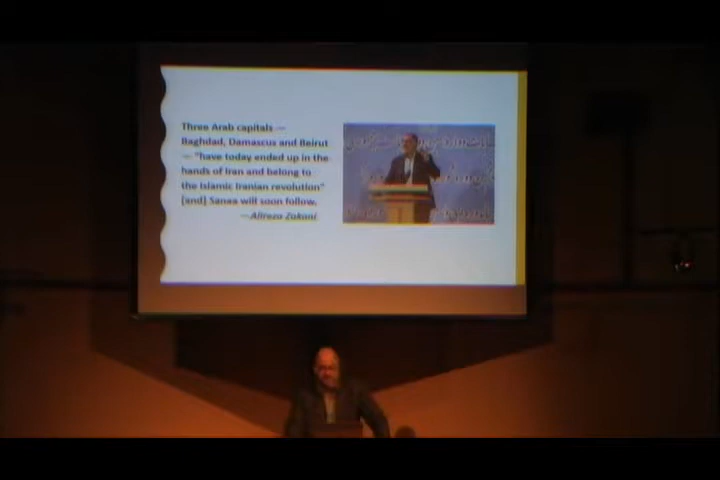 Three Arab capitals —
Baghdad, Damascus and Beirut
— "have today ended up in the
hands of Iran and belong to
the Islamic Iranian revolution"
[and] Sanaa will soon follow.
—Alireza Zakani